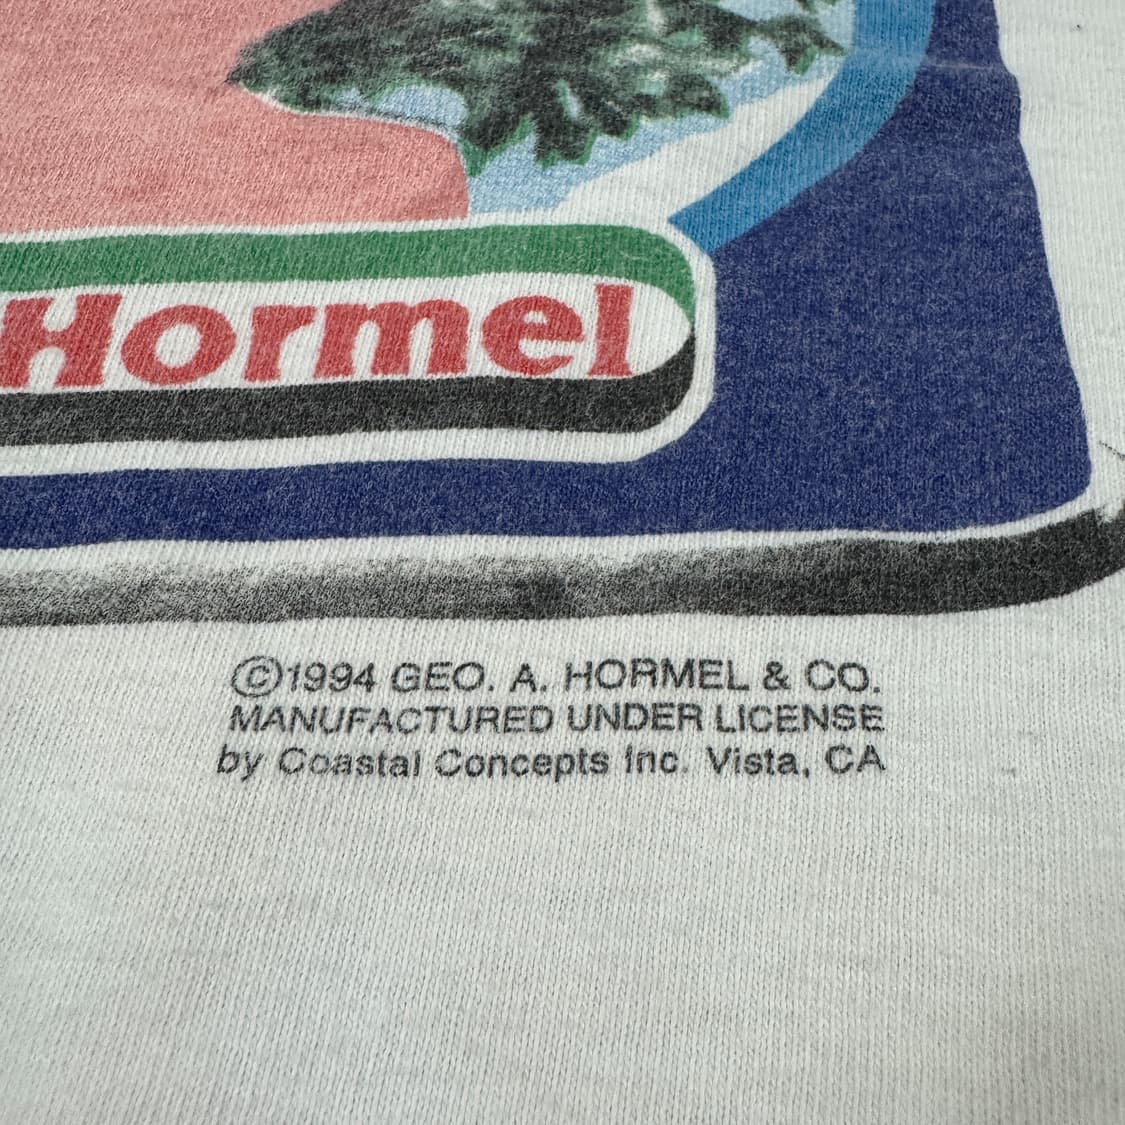 Hormel
©1994 GEO. A. HORMEL & CO.
MANUFACTURED UNDER LICENSE
by Coastal Concepts Inc. Vista, CA